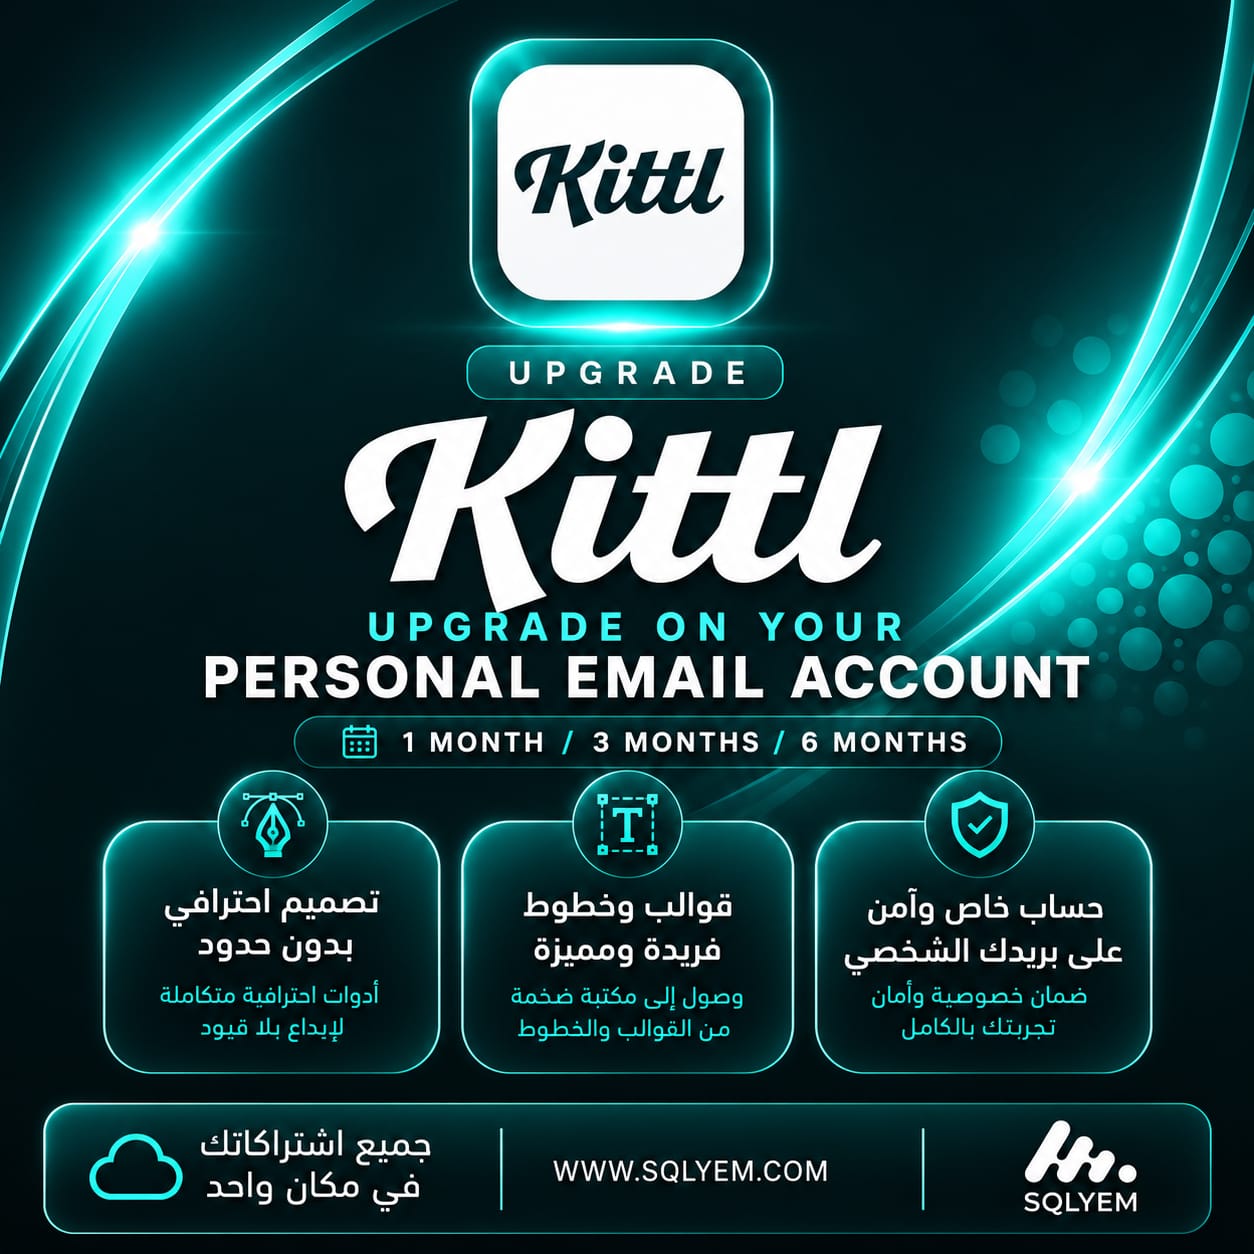 Kittl
UPGRADE
Kittl
UPGRADE ON YOUR
PERSONAL EMAIL ACCOUNT
1 MONTH / 3 MONTHS / 6 MONTHS
حساب خاص وآمن
على بريدك الشخصي
ضمان خصوصية وأمان
تجربتك بالكامل
قوالب وخطوط
فريدة ومميزة
وصول إلى مكتبة ضخمة
من القوالب والخطوط
تصميم احترافي
بدون حدود
أدوات احترافية متكاملة
لإبداع بلا قيود
جميع اشتراكاتك
في مكان واحد
WWW.SQLYEM.COM
SQLYEM